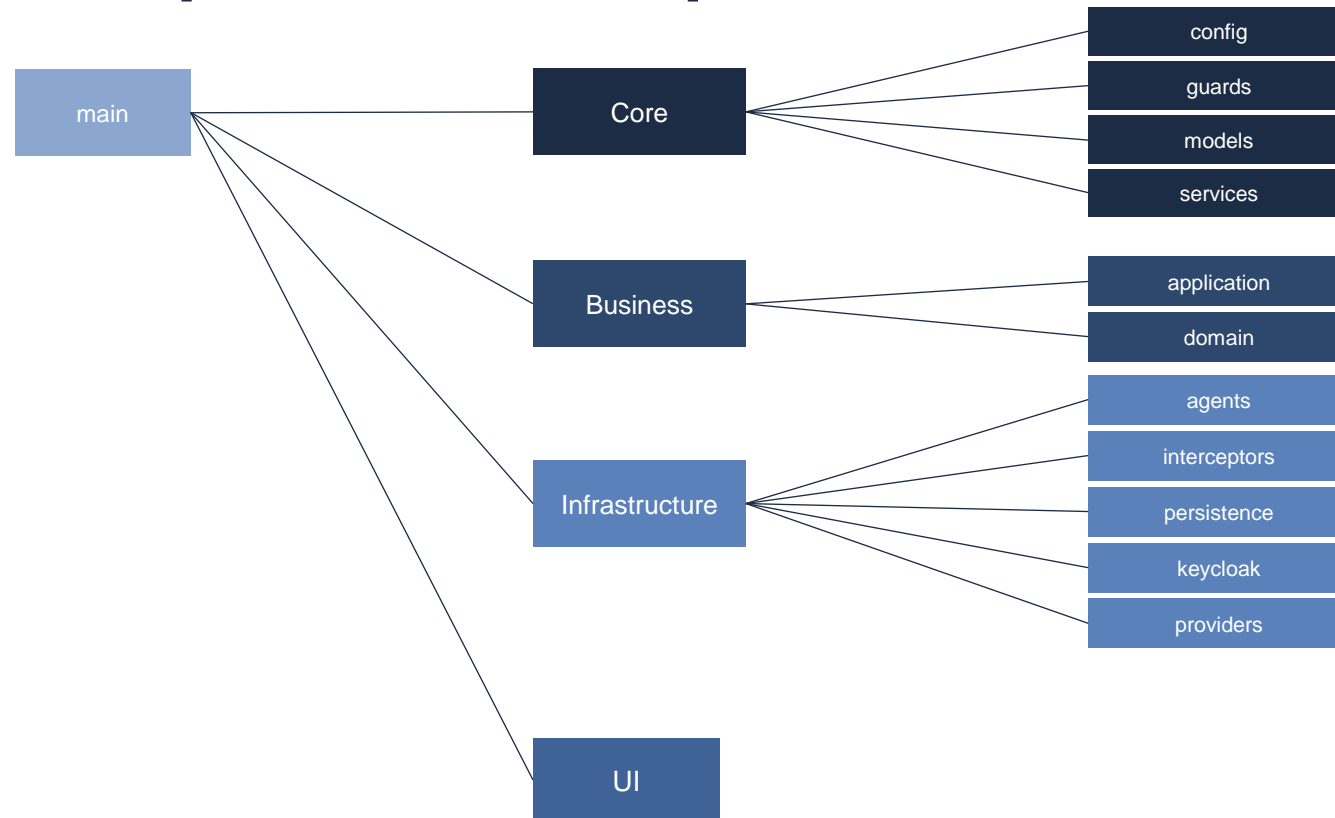 main
Core
config
guards
models
services
Business
application
domain
Infrastructure
agents
interceptors
persistence
keycloak
providers
UI